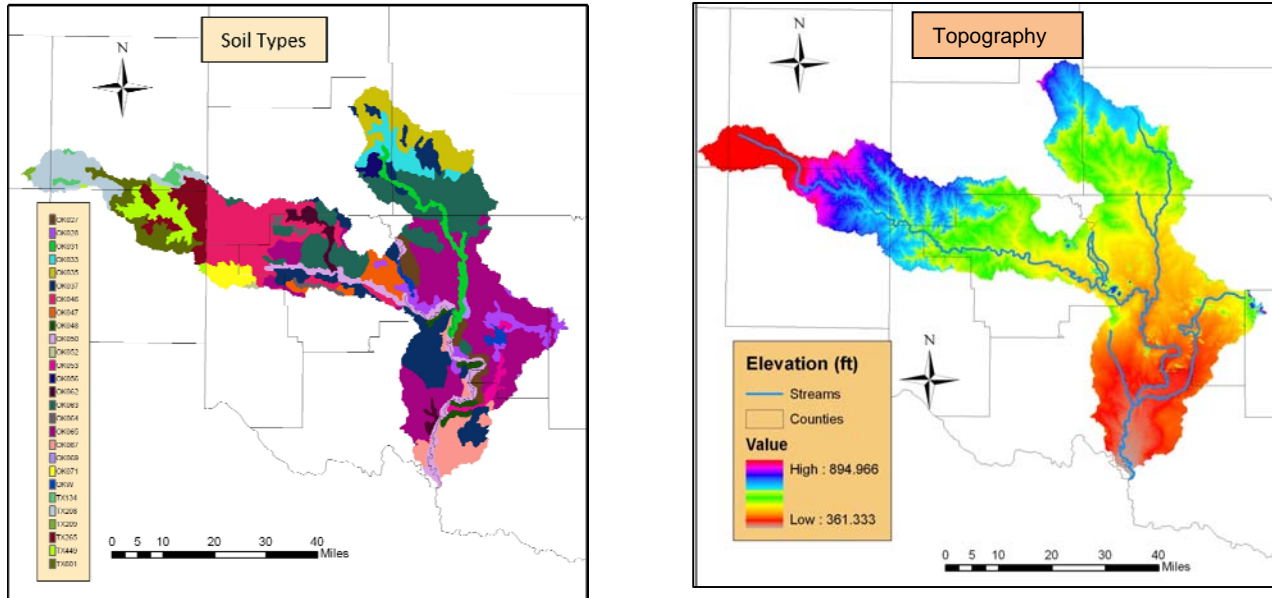 Soil Types
N
OK027
OK028
OK031
OK033
OK035
OK037
OK046
OK047
OK048
OK050
OK052
OK053
OK056
OK062
OK063
OK064
OK065
OK067
OK069
OK071
OKW
TX134
TX208
TX209
TX265
TX449
TX601
0 5 10 20 30 40
Miles
Topography
N
N
Elevation (ft)
Streams
Counties
Value
High : 894.966
Low : 361.333
0 5 10 20 30 40
Miles